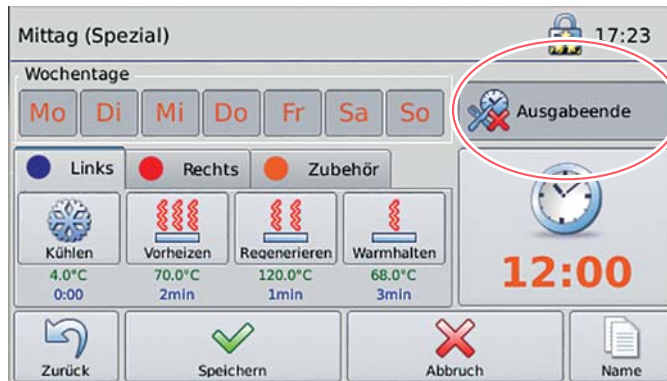 Mittag (Spezial) 17:23
Wochentage
Mo Di Mi Do Fr Sa So
Ausgabeende
Links Rechts Zubehör
Kühlen Vorheizen Regenerieren Warmhalten
4.0°C 70.0°C 120.0°C 68.0°C
0:00 2min 1min 3min
12:00
Zurück Speichern Abbruch Name